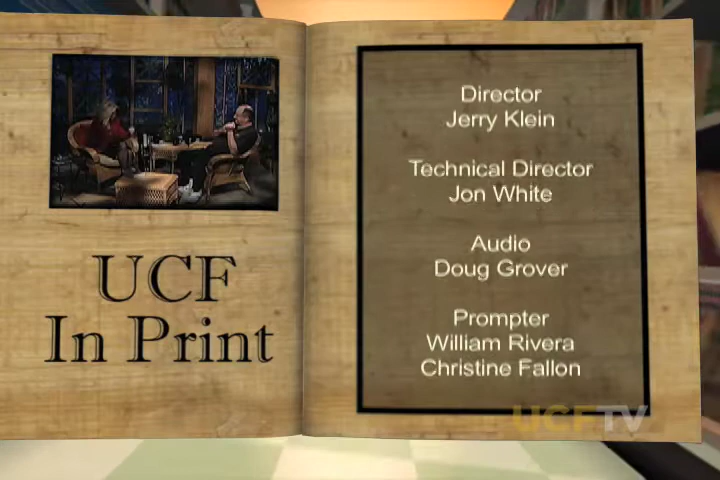 UCF
In Print
Director
Jerry Klein
Technical Director
Jon White
Audio
Doug Grover
Prompter
William Rivera
Christine Fallon
UCFTV